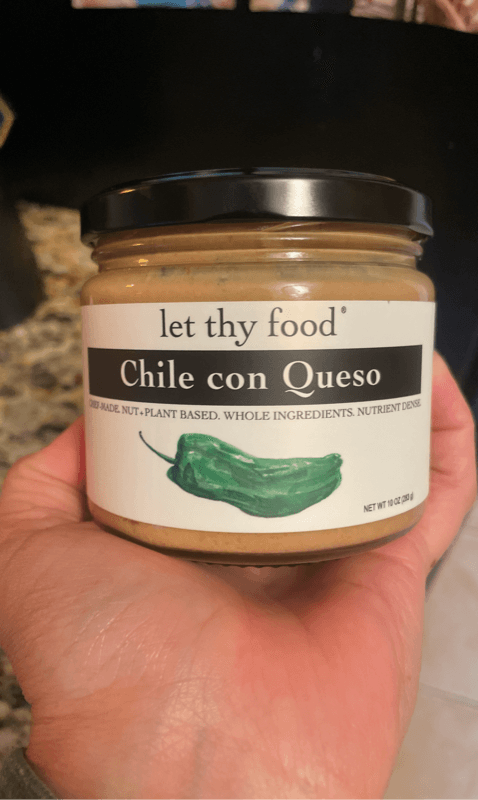 let thy food®
Chile con Queso
CHEF-MADE. NUT+PLANT BASED. WHOLE INGREDIENTS. NUTRIENT DENSE.
NET WT 10 OZ (283 g)